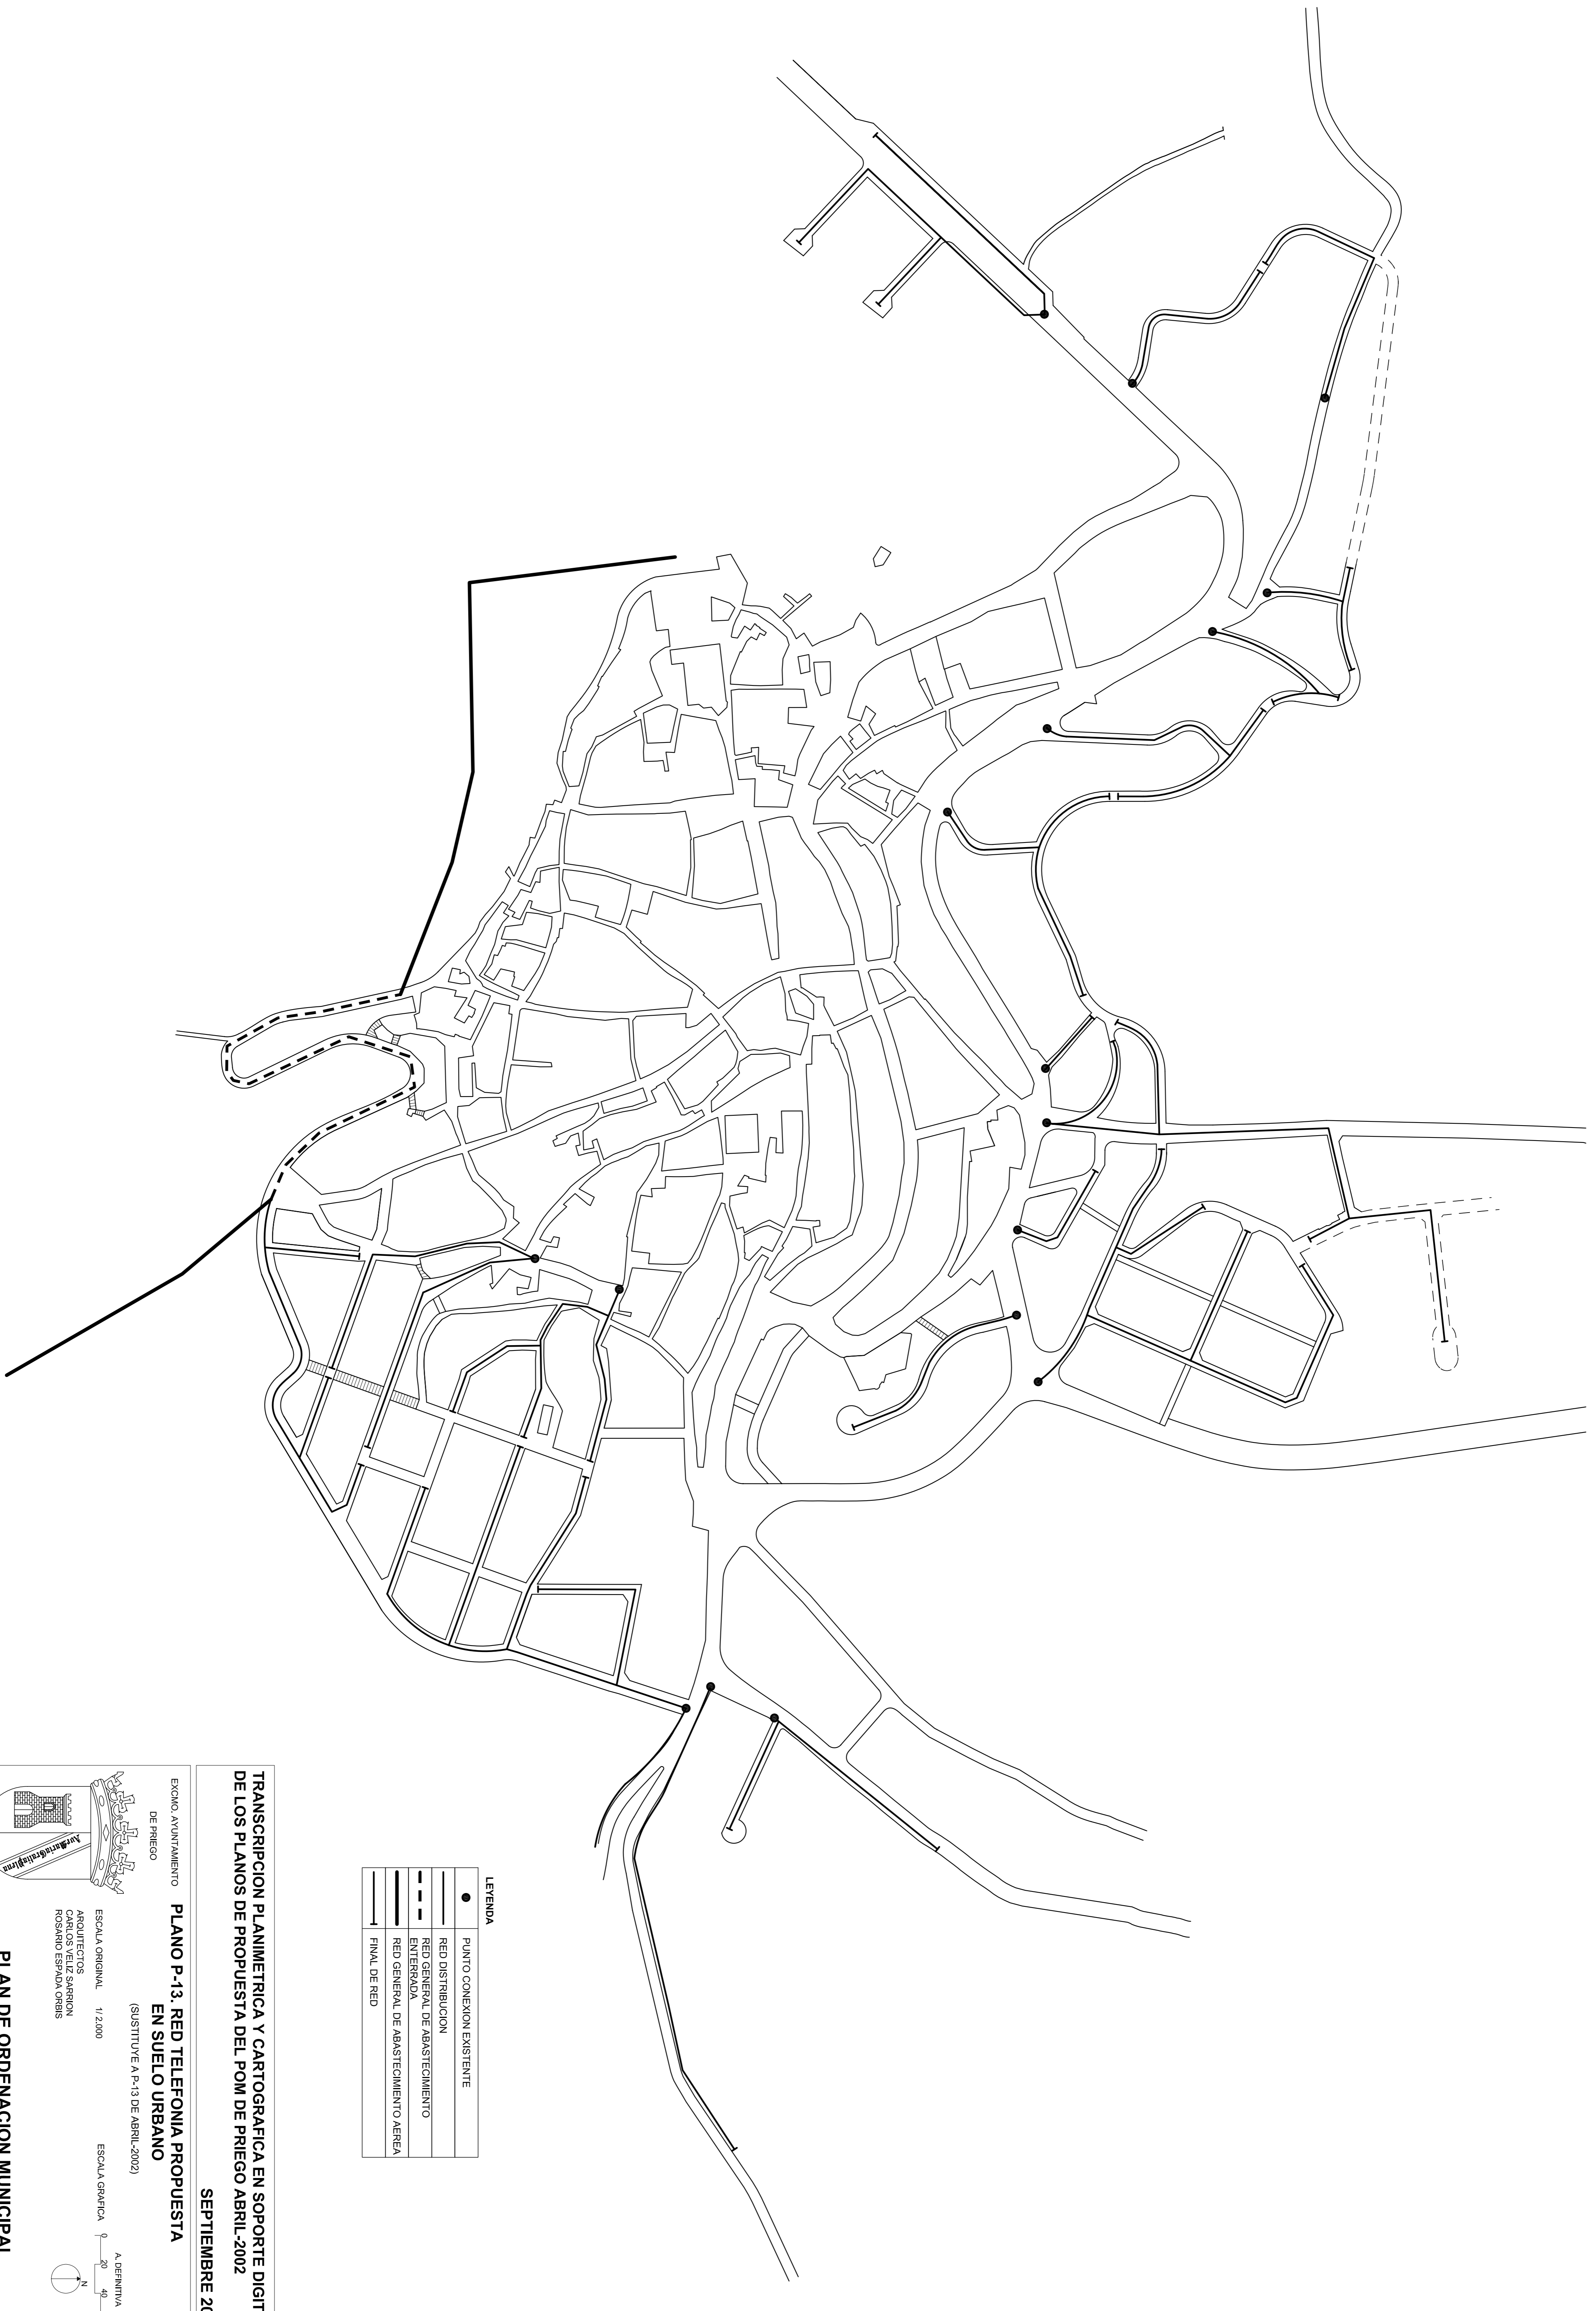 LEYENDA
PUNTO CONEXION EXISTENTE
RED DISTRIBUCION
RED GENERAL DE ABASTECIMIENTO
ENTERRADA
RED GENERAL DE ABASTECIMIENTO AEREA
FINAL DE RED
TRANSCRIPCION PLANIMETRICA Y CARTOGRAFICA EN SOPORTE DIGIT
DE LOS PLANOS DE PROPUESTA DEL POM DE PRIEGO ABRIL-2002
SEPTIEMBRE 20
EXCMO. AYUNTAMIENTO
DE PRIEGO
PLANO P-13. RED TELEFONIA PROPUESTA
EN SUELO URBANO
(SUSTITUYE A P-13 DE ABRIL-2002)
ESCALA ORIGINAL 1/ 2.000
ESCALA GRAFICA 0 20 40
A. DEFINITIVA
N
ARQUITECTOS
CARLOS VELIZ SARRION
ROSARIO ESPADA ORBIS
PLAN DE ORDENACION MUNICIPAL